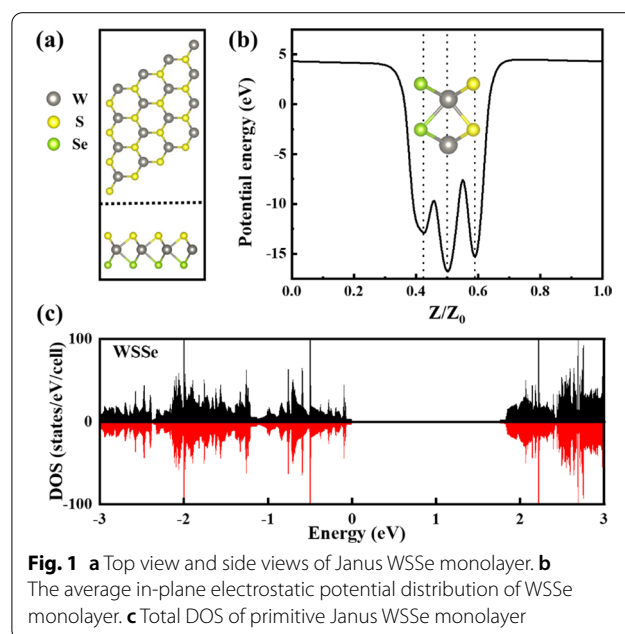 (a)
W
S
Se
(b)
Potential energy (eV)
5
0
-5
-10
-15
0.0 0.2 0.4 0.6 0.8 1.0
Z/Z0
(c)
WSSe
DOS (states/eV/cell)
100
0
-100
-3 -2 -1 0 1 2 3
Energy (eV)
Fig. 1 a Top view and side views of Janus WSSe monolayer. b
The average in-plane electrostatic potential distribution of WSSe
monolayer. c Total DOS of primitive Janus WSSe monolayer